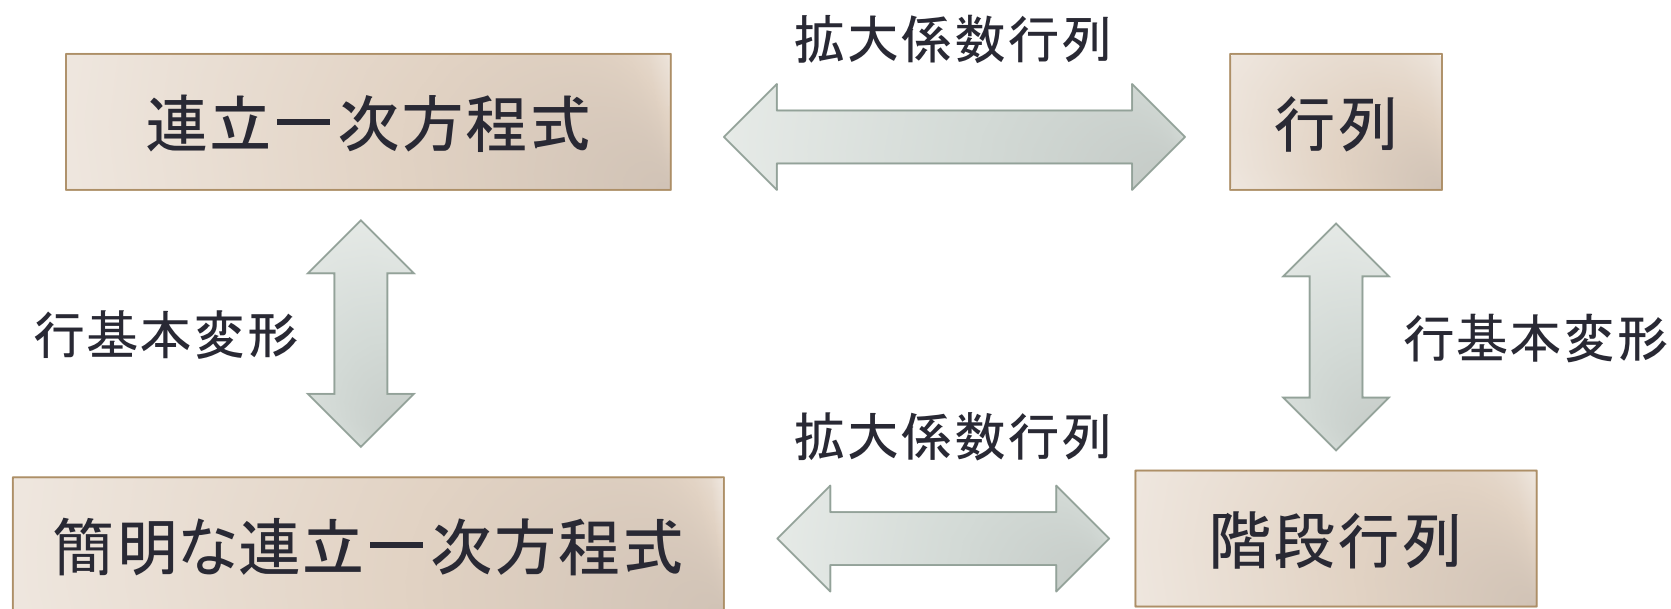 拡大係数行列
連立一次方程式
行列
行基本変形
行基本変形
拡大係数行列
簡明な連立一次方程式
階段行列